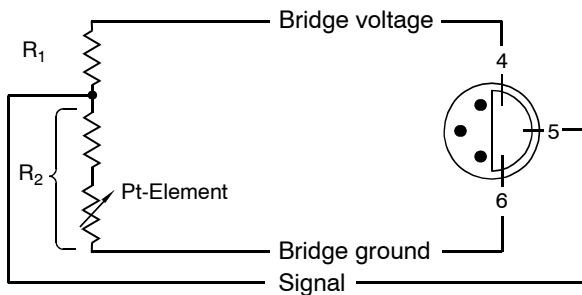 Bridge voltage
R1
4
5
R2
Pt-Element
6
Bridge ground
Signal